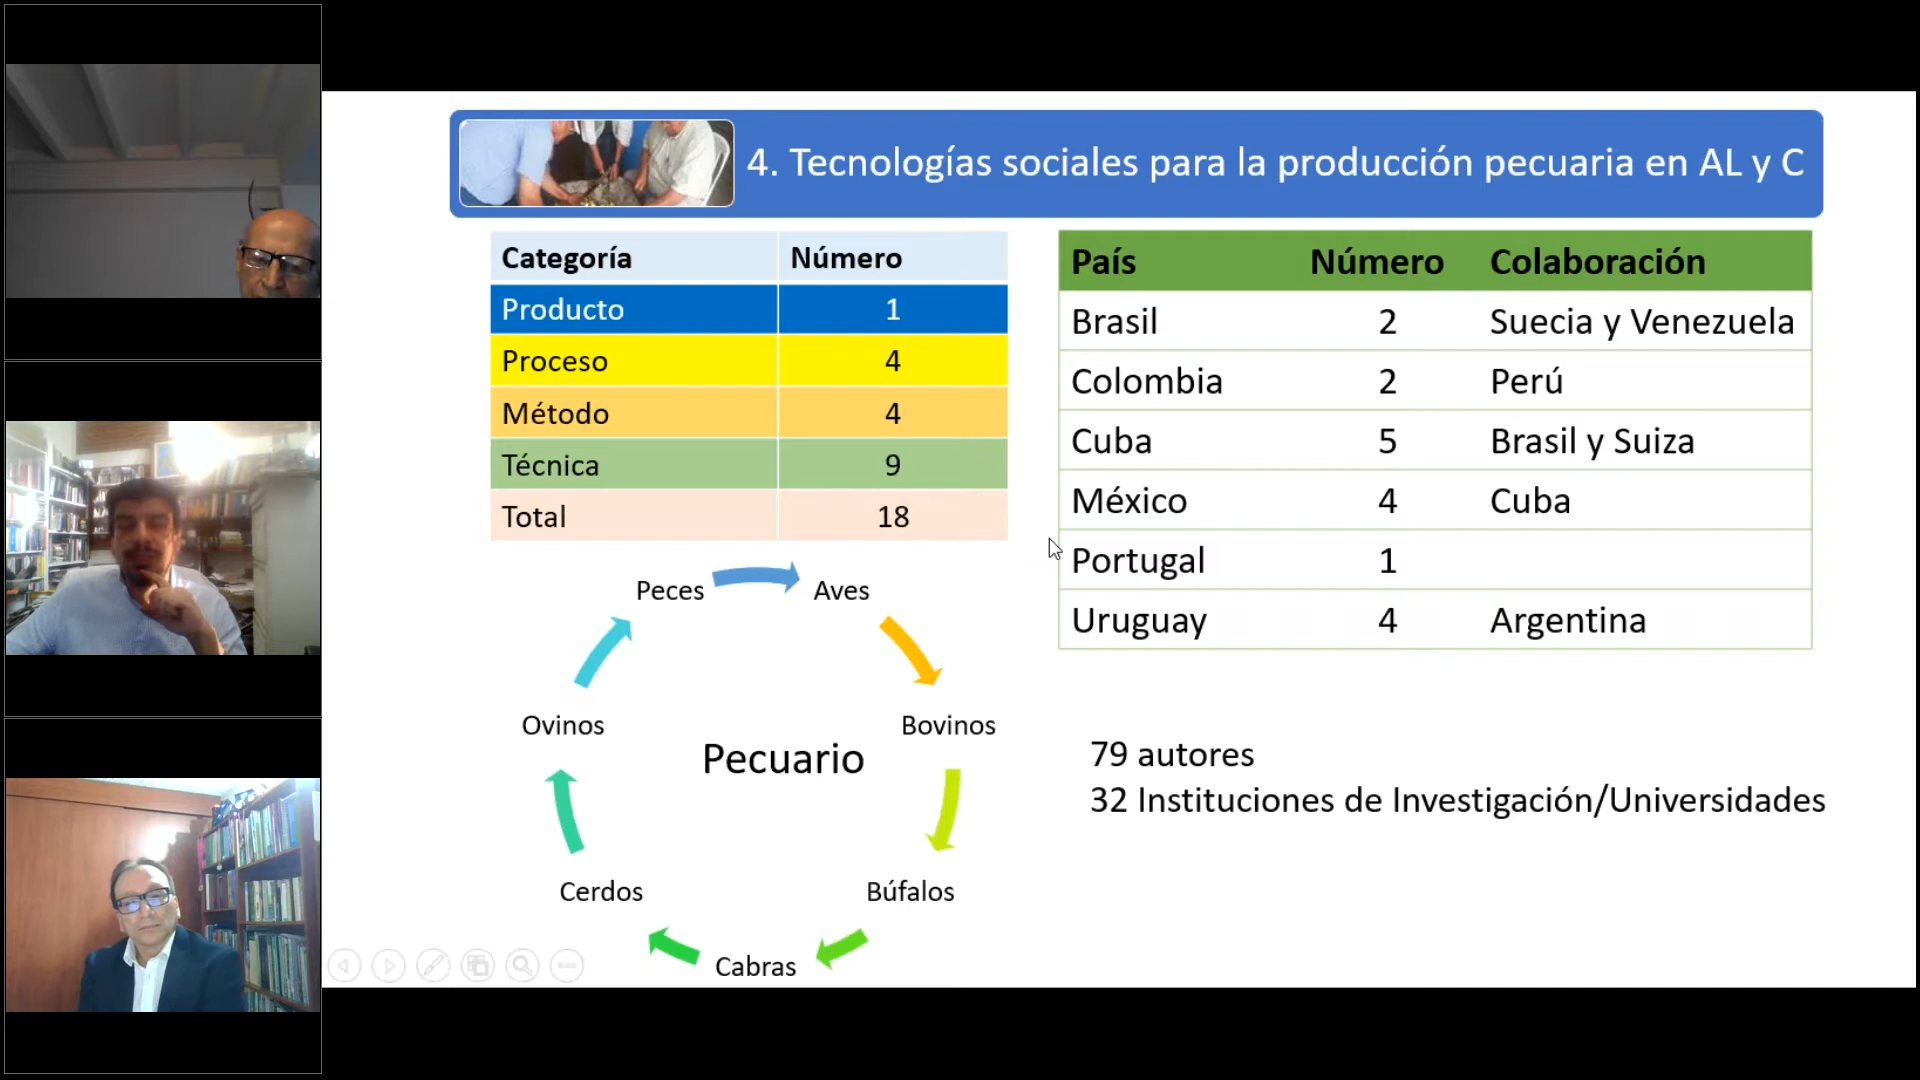 4. Tecnologías sociales para la producción pecuaria en AL y C
Categoría Número
Producto 1
Proceso 4
Método 4
Técnica 9
Total 18
País Número Colaboración
Brasil 2 Suecia y Venezuela
Colombia 2 Perú
Cuba 5 Brasil y Suiza
México 4 Cuba
Portugal 1
Uruguay 4 Argentina
Peces Aves
Ovinos Bovinos
Pecuario
Cerdos Búfalos
Cabras
79 autores
32 Instituciones de Investigación/Universidades